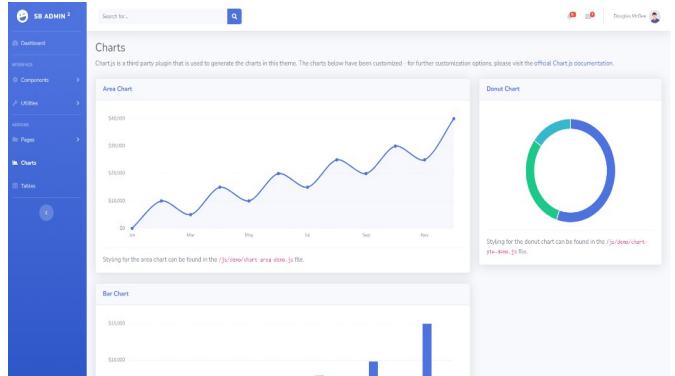 SB ADMIN 2
Search for...
Douglas McGee
Dashboard
INTERFACE
Components
Utilities
ADDONS
Pages
Charts
Tables
Charts
Chart.js is a third party plugin that is used to generate the charts in this theme. The charts below have been customized - for further customization options, please visit the official Chart.js documentation.
Area Chart
$40,000
$30,000
$20,000
$10,000
$0
Jan Mar May Jul Sep Nov
Styling for the area chart can be found in the /js/demo/chart-area-demo.js file.
Donut Chart
Styling for the donut chart can be found in the /js/demo/chart-
pie-demo.js file.
Bar Chart
$15,000
$10,000